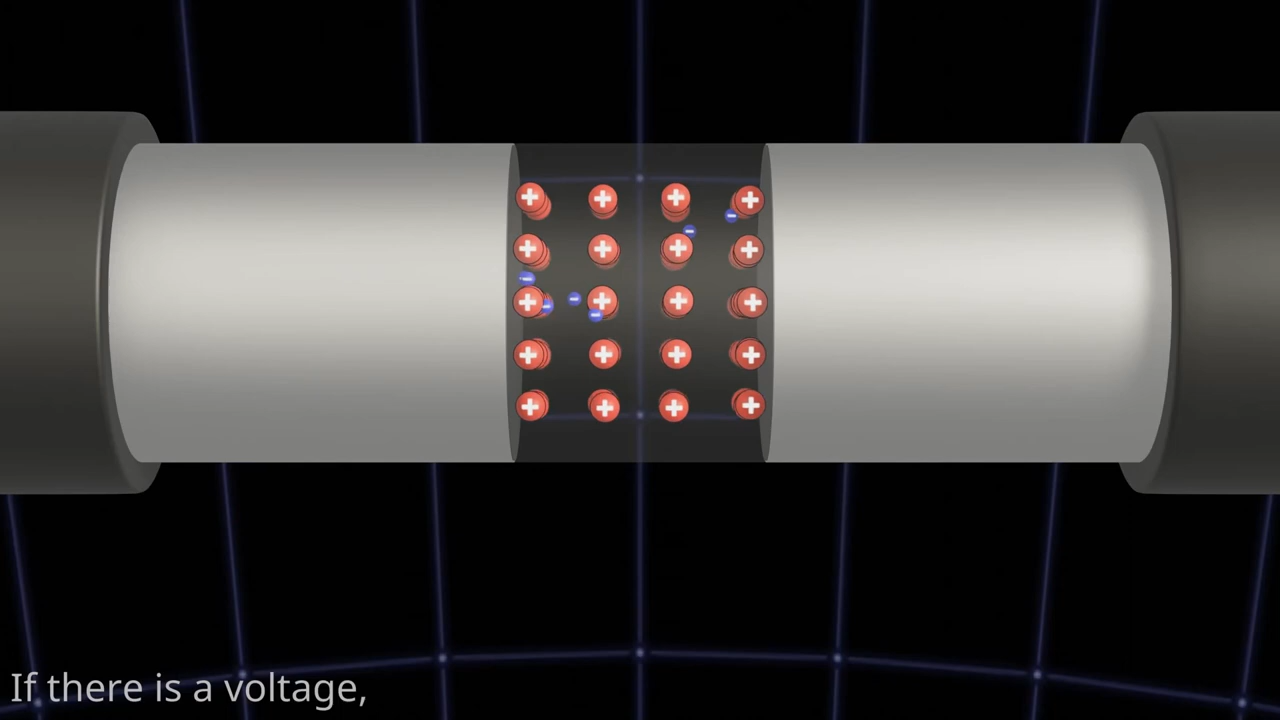 If there is a voltage,